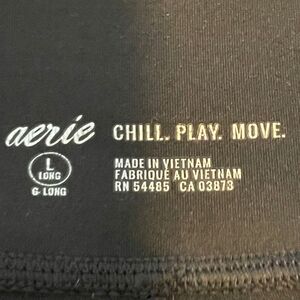 aerie CHILL. PLAY. MOVE.
L
LONG
G-LONG
MADE IN VIETNAM
FABRIQUÉ AU VIETNAM
RN 54485 CA 03873